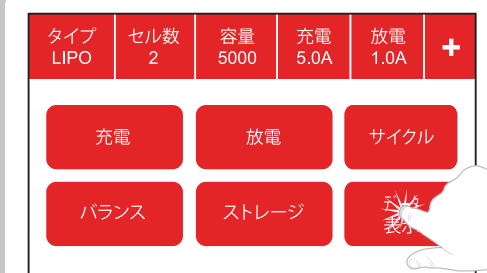 タイプ セル数 容量 充電 放電 +
LIPO 2 5000 5.0A 1.0A
充電 放電 サイクル
バランス ストレージ
表示